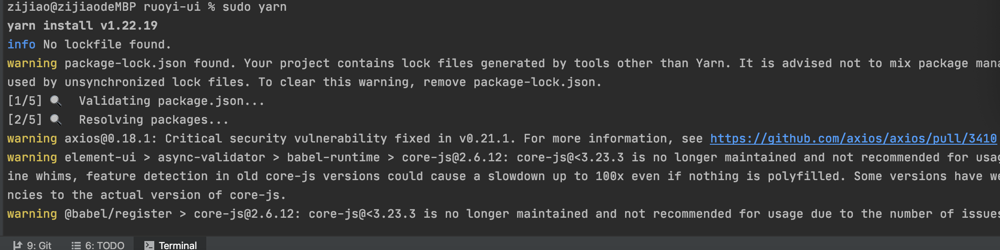 zijiao@zijiaodeMBP ruoyi-ui % sudo yarn
yarn install v1.22.19
info No lockfile found.
warning package-lock.json found. Your project contains lock files generated by tools other than Yarn. It is advised not to mix package mana
used by unsynchronized lock files. To clear this warning, remove package-lock.json.
[1/5] 🔍 Validating package.json...
[2/5] 🔍 Resolving packages...
warning axios@0.18.1: Critical security vulnerability fixed in v0.21.1. For more information, see https://github.com/axios/axios/pull/3410
warning element-ui > async-validator > babel-runtime > core-js@2.6.12: core-js@<3.23.3 is no longer maintained and not recommended for usag
ine whims, feature detection in old core-js versions could cause a slowdown up to 100x even if nothing is polyfilled. Some versions have we
ncies to the actual version of core-js.
warning @babel/register > core-js@2.6.12: core-js@<3.23.3 is no longer maintained and not recommended for usage due to the number of issues
9: Git 6: TODO Terminal